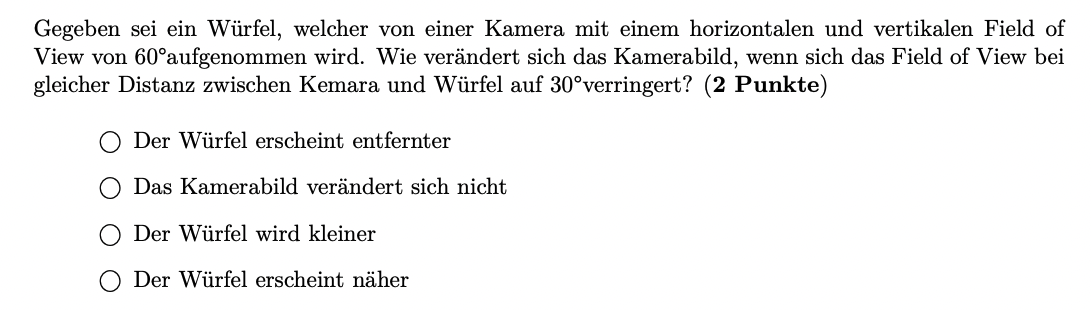 Gegeben sei ein Würfel, welcher von einer Kamera mit einem horizontalen und vertikalen Field of
View von 60°aufgenommen wird. Wie verändert sich das Kamerabild, wenn sich das Field of View bei
gleicher Distanz zwischen Kemara und Würfel auf 30°verringert? (2 Punkte)
Der Würfel erscheint entfernter
Das Kamerabild verändert sich nicht
Der Würfel wird kleiner
Der Würfel erscheint näher